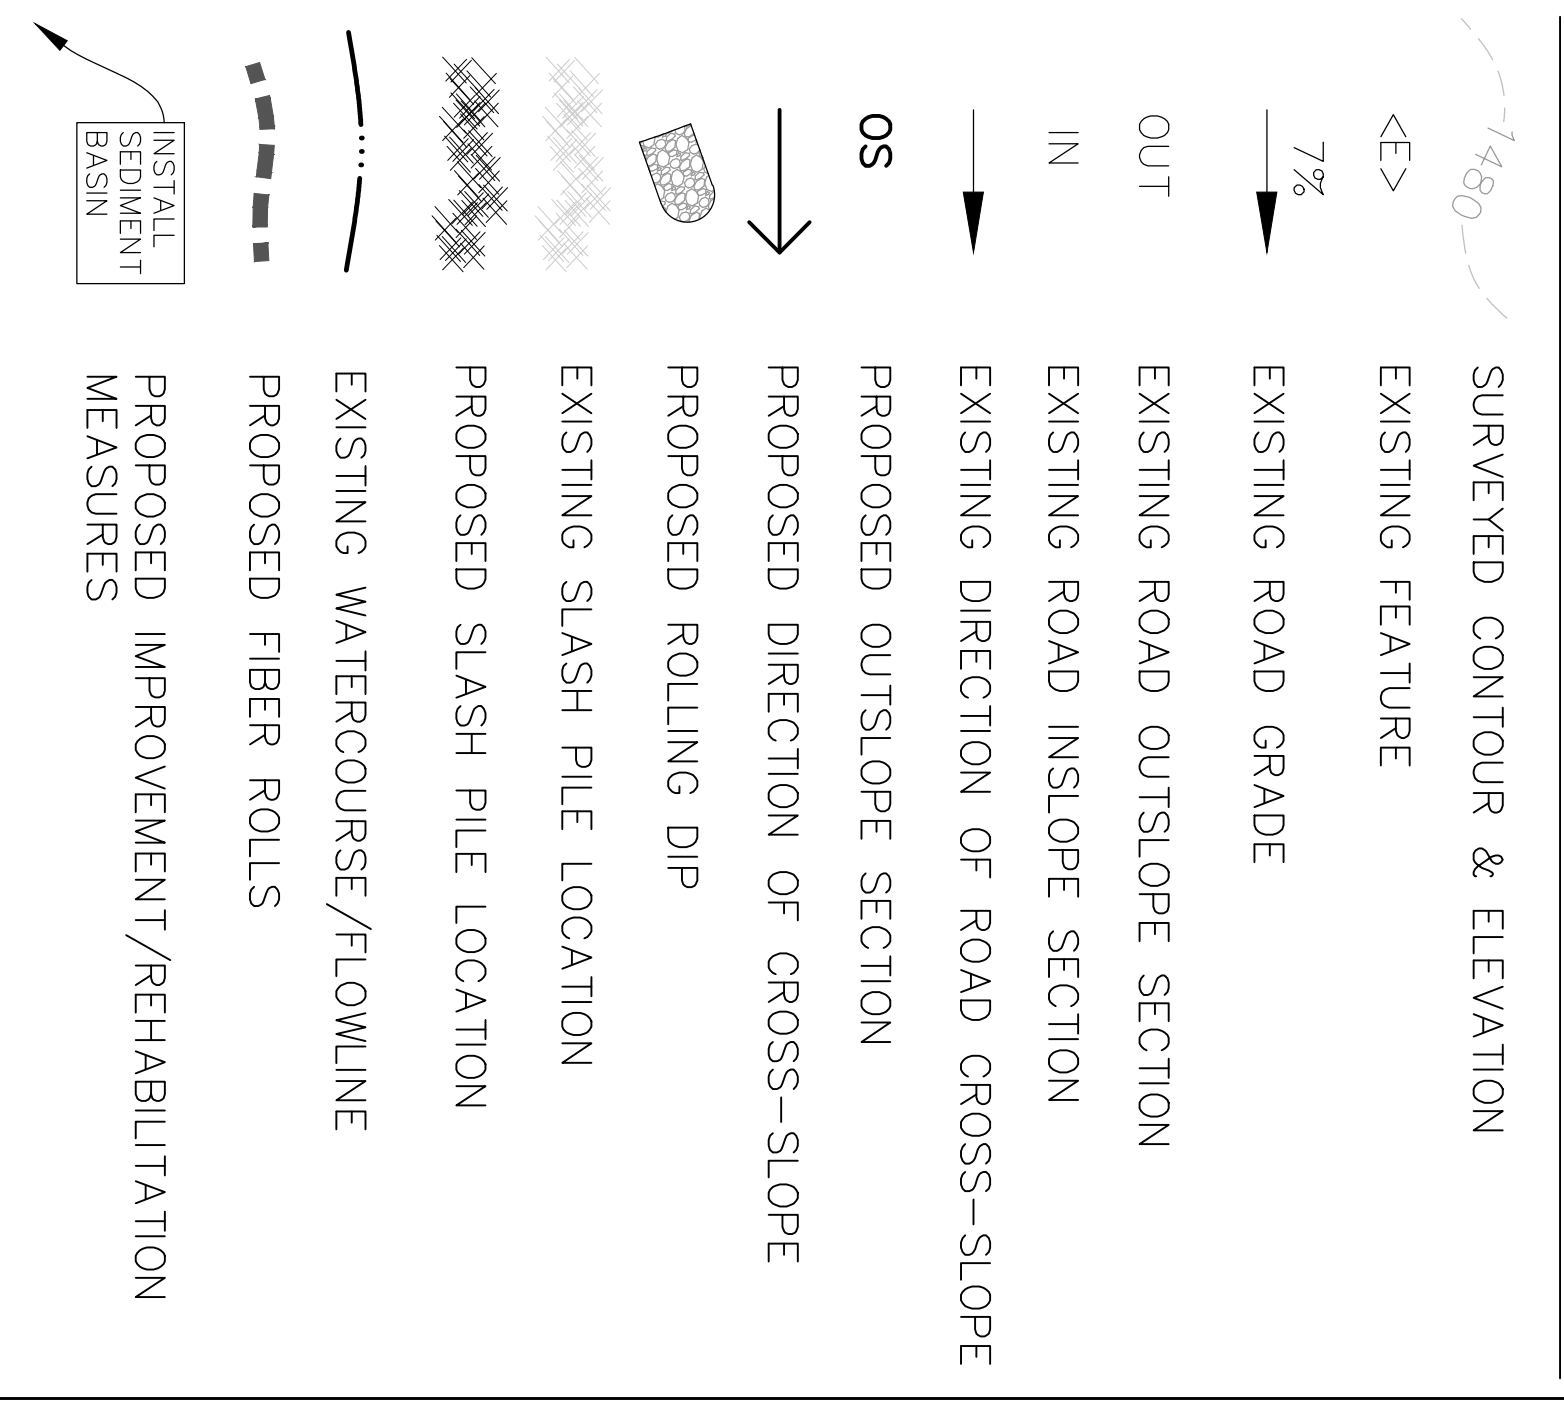 1480
SURVEYED CONTOUR & ELEVATION
<E>
EXISTING FEATURE
7%
EXISTING ROAD GRADE
OUT
EXISTING ROAD OUTSLOPE SECTION
IN
EXISTING ROAD INSLOPE SECTION
EXISTING DIRECTION OF ROAD CROSS-SLOPE
OS
PROPOSED OUTSLOPE SECTION
PROPOSED DIRECTION OF CROSS-SLOPE
PROPOSED ROLLING DIP
EXISTING SLASH PILE LOCATION
PROPOSED SLASH PILE LOCATION
EXISTING WATERCOURSE/FLOWLINE
PROPOSED FIBER ROLLS
INSTALL
SEDIMENT
BASIN
PROPOSED IMPROVEMENT/REHABILITATION
MEASURES